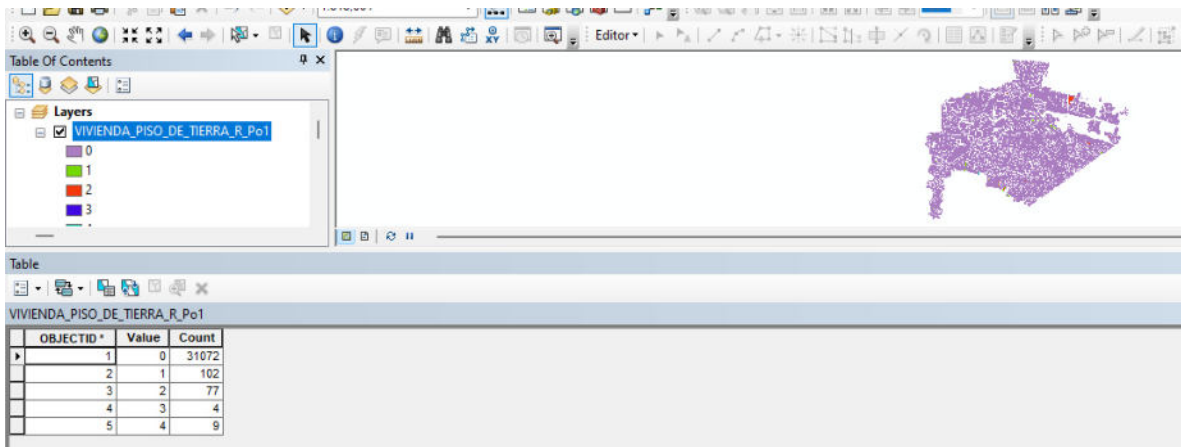 Editor
Table Of Contents
Layers
VIVIENDA_PISO_DE_TIERRA_R_Po1
0
1
2
3
Table
VIVIENDA_PISO_DE_TIERRA_R_Po1
OBJECTID * Value Count
1 0 31072
2 1 102
3 2 77
4 3 4
5 4 9